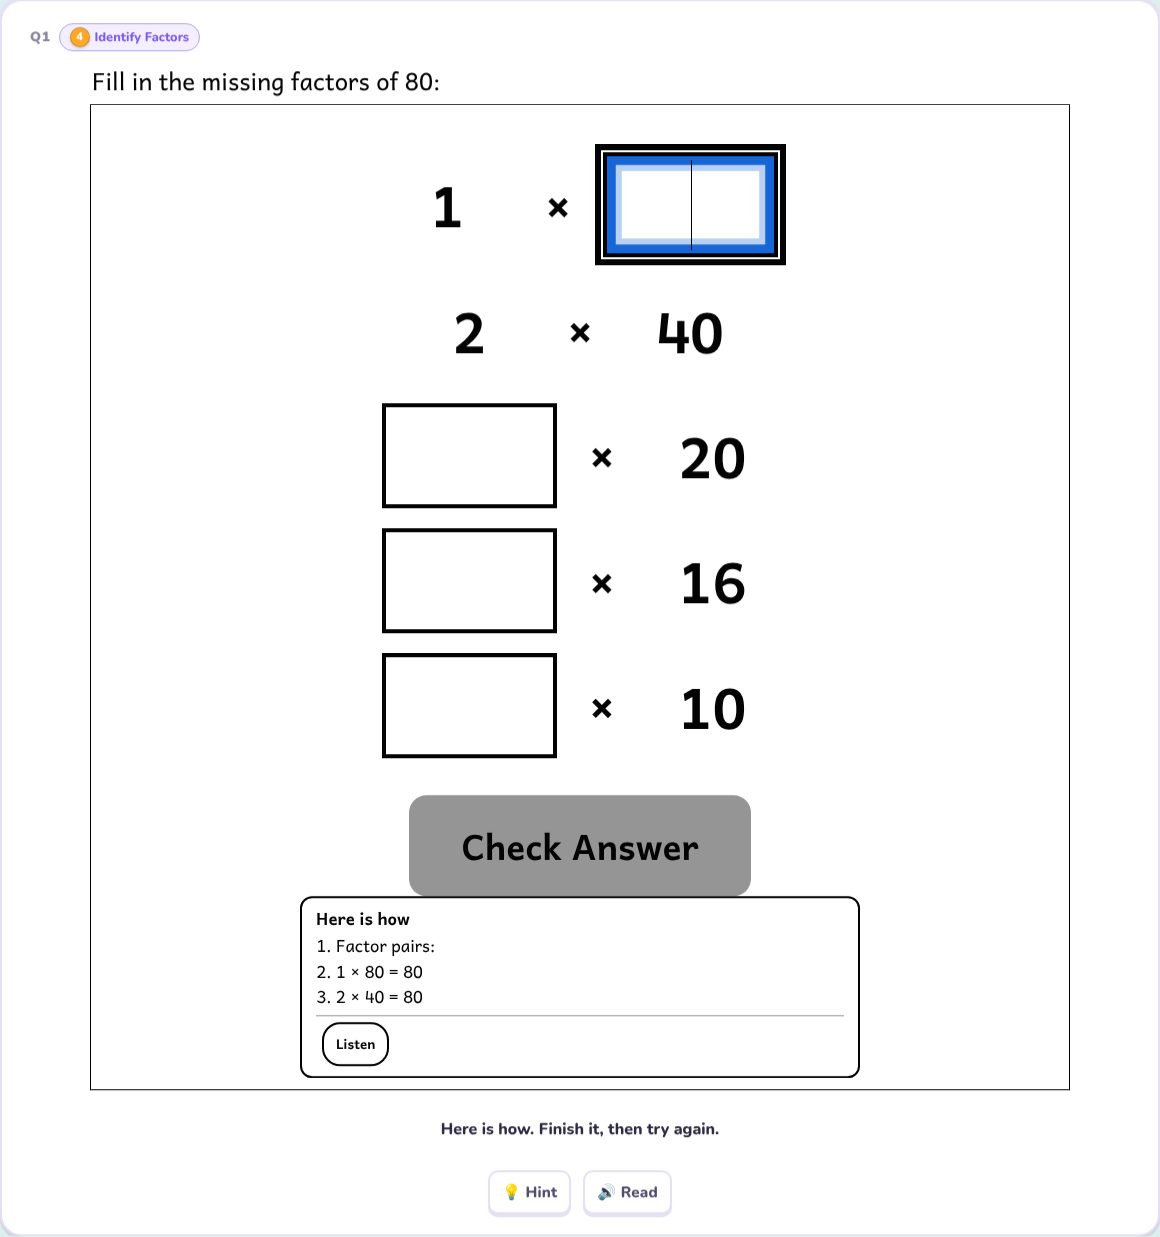 Q1 4 Identify Factors
Fill in the missing factors of 80:
1 ×
2 × 40
× 20
× 16
× 10
Check Answer
Here is how
1. Factor pairs:
2. 1 × 80 = 80
3. 2 × 40 = 80
Listen
Here is how. Finish it, then try again.
💡 Hint 🔊 Read